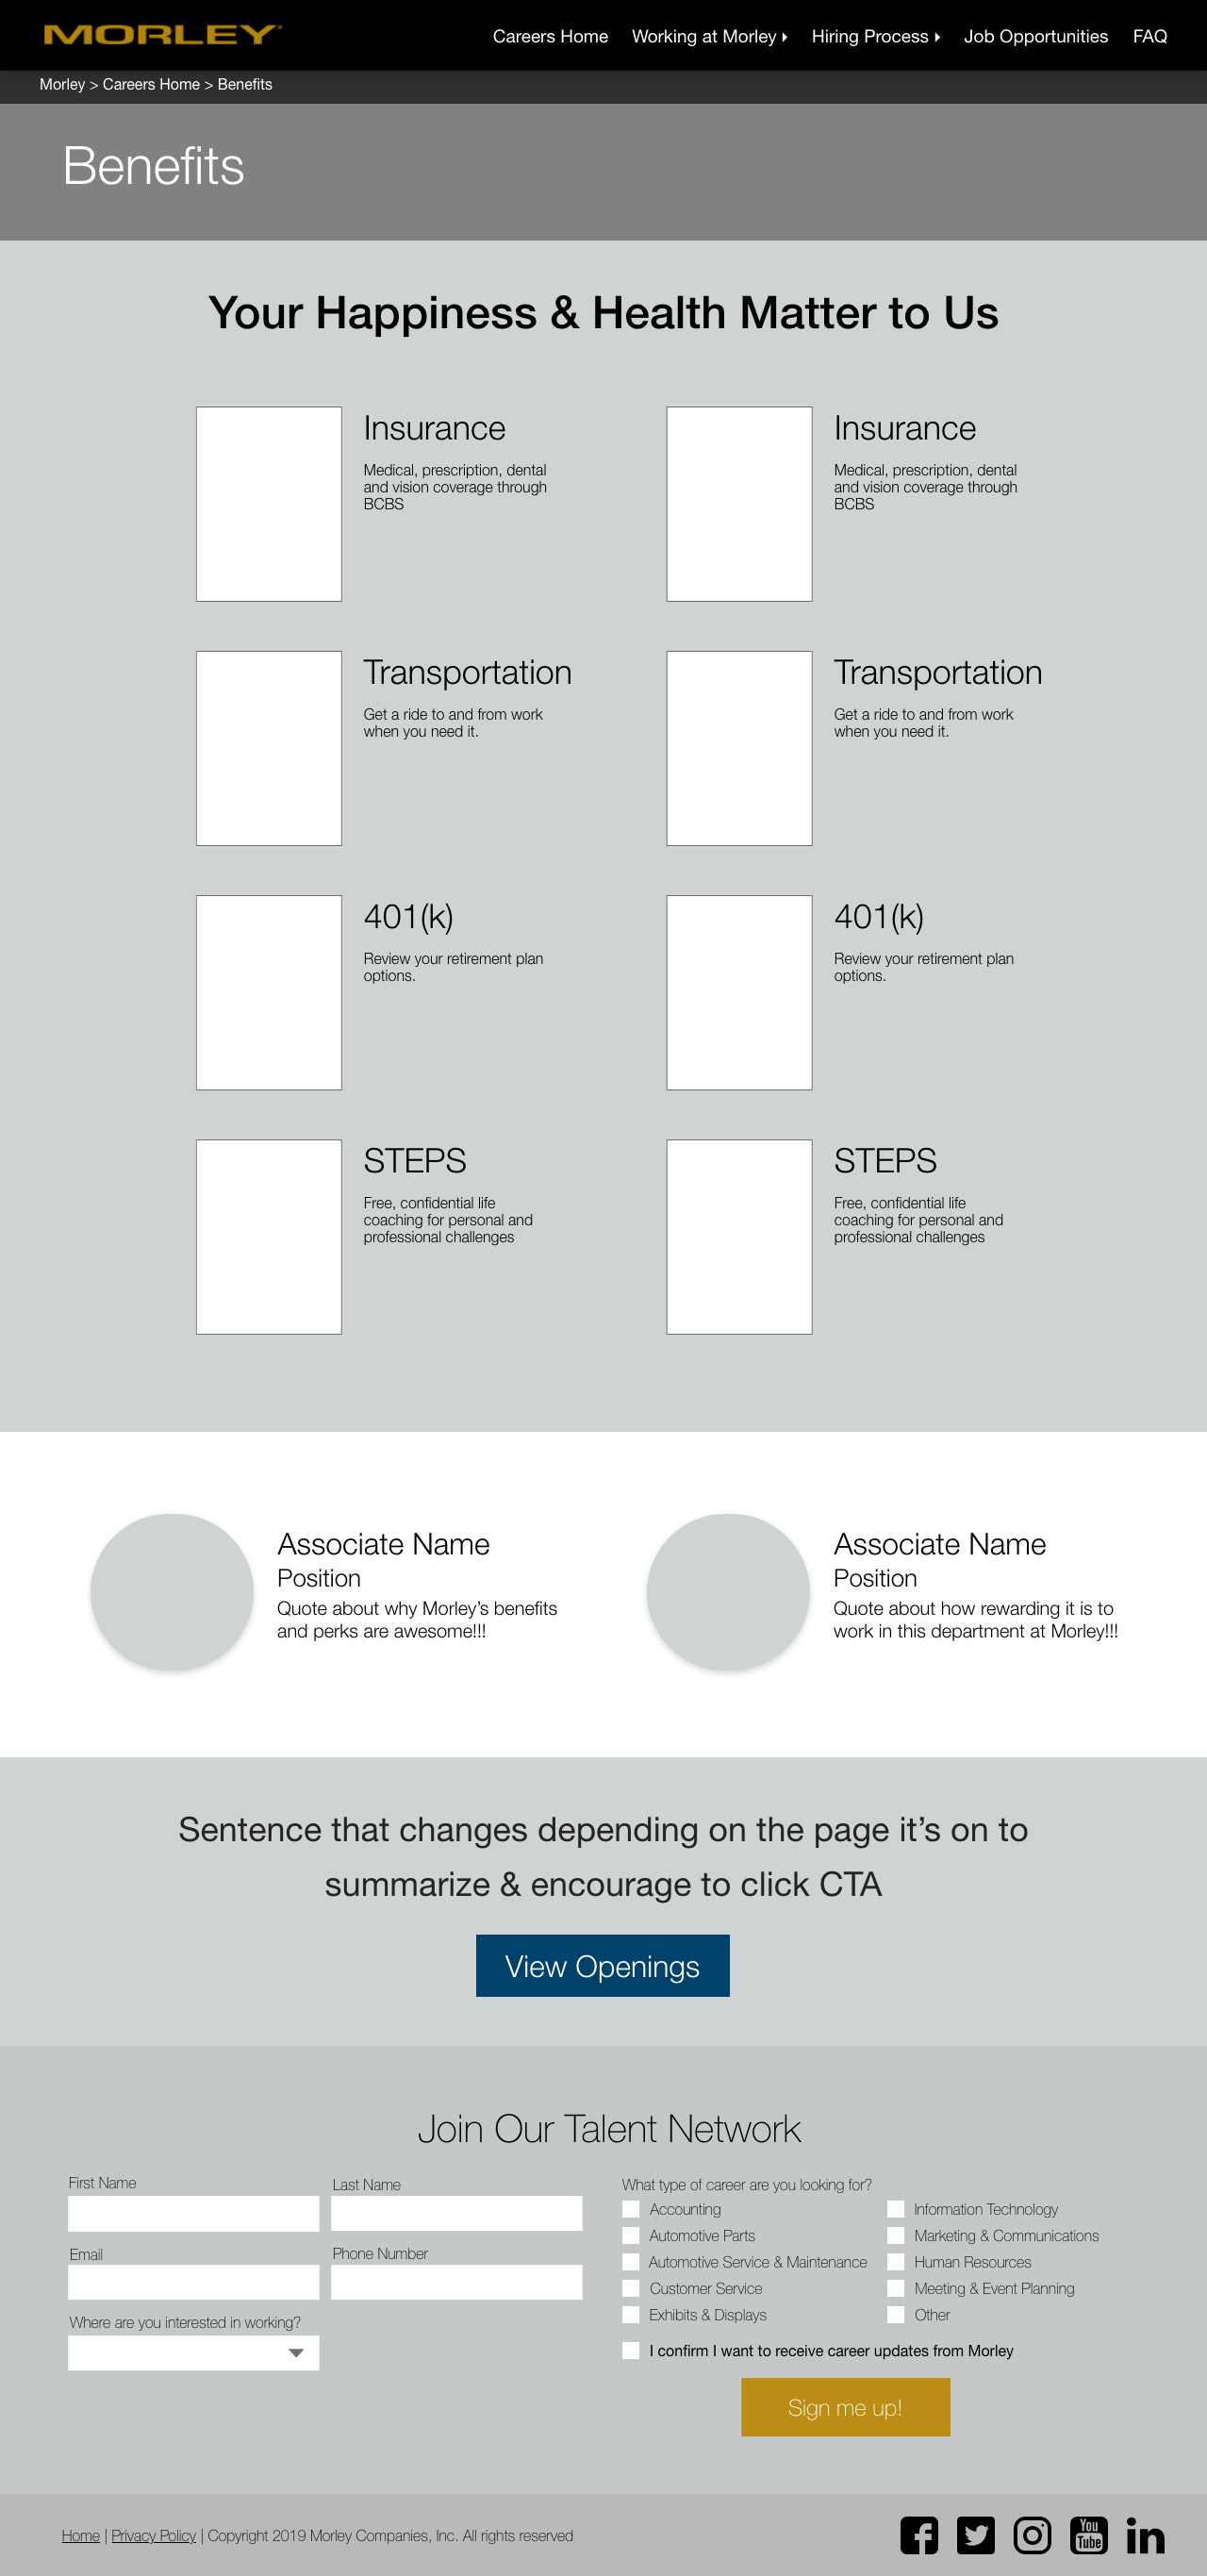 MORLEY
Careers Home Working at Morley Hiring Process Job Opportunities FAQ
Morley > Careers Home > Benefits
Benefits
Your Happiness & Health Matter to Us
Insurance
Medical, prescription, dental
and vision coverage through
BCBS
Insurance
Medical, prescription, dental
and vision coverage through
BCBS
Transportation
Get a ride to and from work
when you need it.
Transportation
Get a ride to and from work
when you need it.
401(k)
Review your retirement plan
options.
401(k)
Review your retirement plan
options.
STEPS
Free, confidential life
coaching for personal and
professional challenges
STEPS
Free, confidential life
coaching for personal and
professional challenges
Associate Name
Position
Quote about why Morley’s benefits
and perks are awesome!!!
Associate Name
Position
Quote about how rewarding it is to
work in this department at Morley!!!
Sentence that changes depending on the page it’s on to
summarize & encourage to click CTA
View Openings
Join Our Talent Network
First Name
Last Name
Email
Phone Number
Where are you interested in working?
What type of career are you looking for?
Accounting
Automotive Parts
Automotive Service & Maintenance
Customer Service
Exhibits & Displays
Information Technology
Marketing & Communications
Human Resources
Meeting & Event Planning
Other
I confirm I want to receive career updates from Morley
Sign me up!
Home | Privacy Policy | Copyright 2019 Morley Companies, Inc. All rights reserved
You
Tube
in